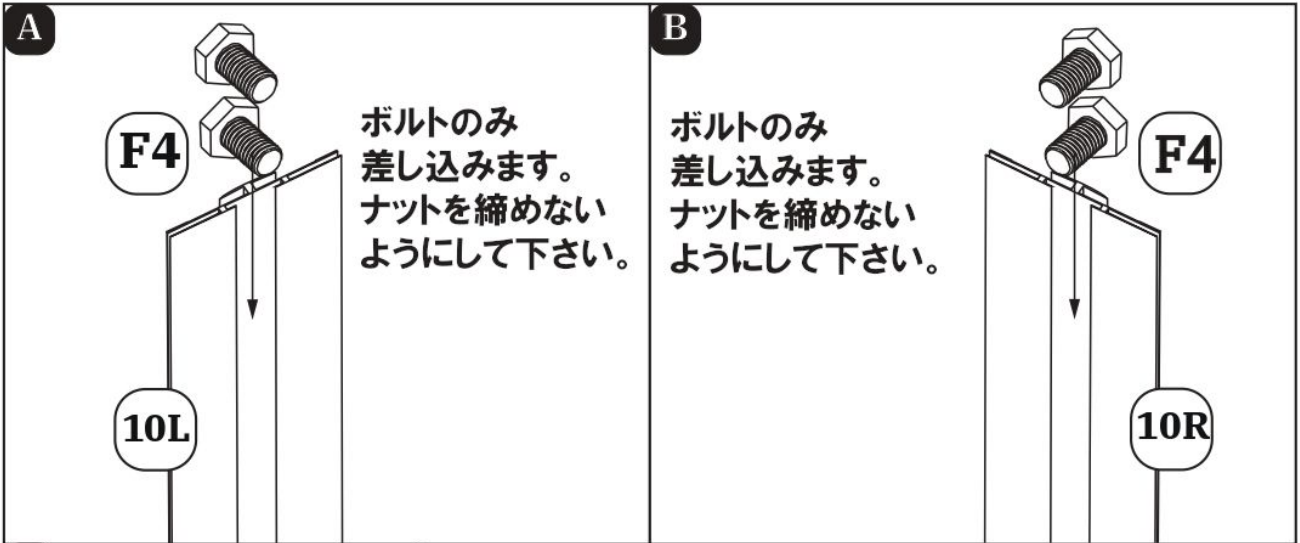 A
F4
ボルトのみ
差し込みます。
ナットを締めない
ようにして下さい。
10L
B
ボルトのみ
差し込みます。
ナットを締めない
ようにして下さい。
F4
10R